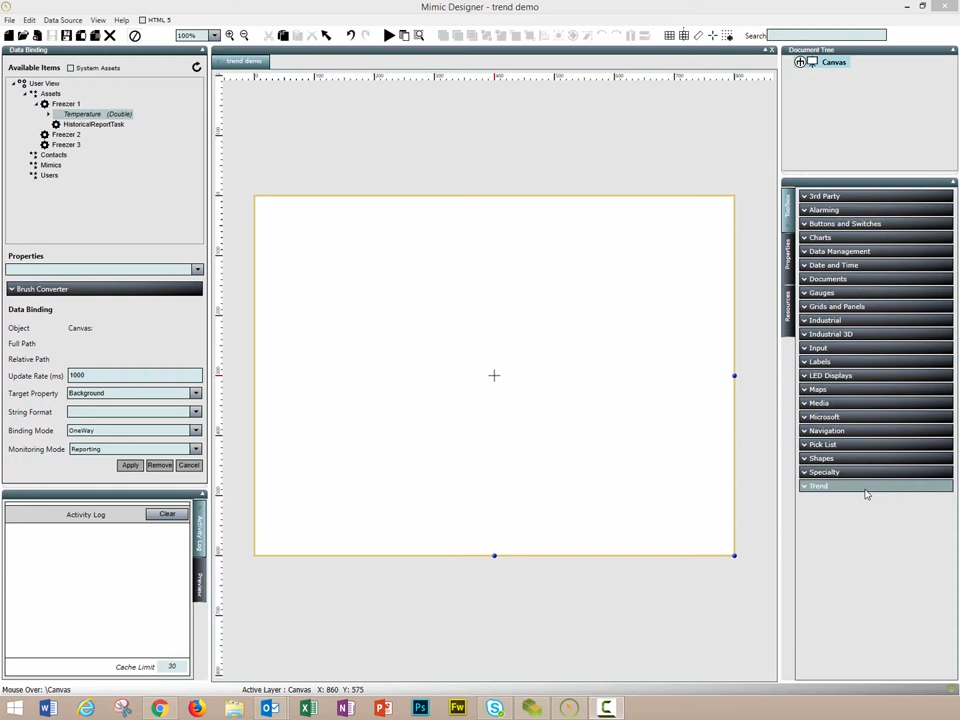 Mimic Designer - trend demo
File Edit Data Source View Help HTML 5
100% Search
Data Binding
Available Items System Assets
User View
Assets
Freezer 1
Temperature (Double)
HistoricalReportTask
Freezer 2
Freezer 3
Contacts
Mimics
Users
Properties
Brush Converter
Data Binding
Object Canvas:
Full Path
Relative Path
Update Rate (ms) 1000
Target Property Background
String Format
Binding Mode OneWay
Monitoring Mode Reporting
Apply Remove Cancel
Activity Log Clear
Activity Log
Preview
Cache Limit 30
trend demo
Document Tree
Canvas
Toolbox
Properties
Resources
3rd Party
Alarming
Buttons and Switches
Charts
Data Management
Date and Time
Documents
Gauges
Grids and Panels
Industrial
Industrial 3D
Input
Labels
LED Displays
Maps
Media
Microsoft
Navigation
Pick List
Shapes
Specialty
Trend
Mouse Over: \Canvas Active Layer : Canvas X: 860 Y: 575